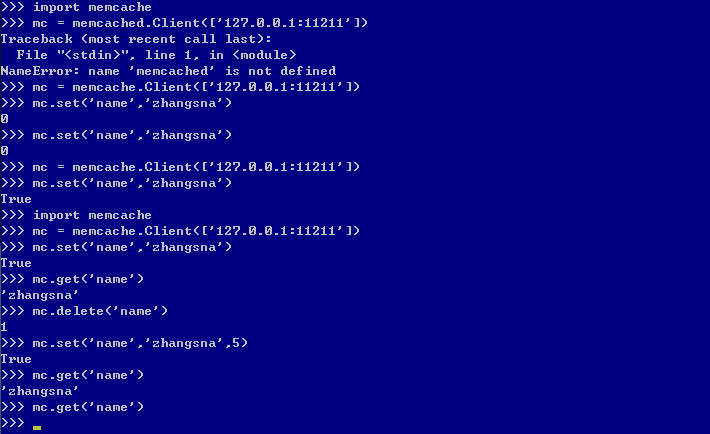 >>> import memcache
>>> mc = memcached.Client(['127.0.0.1:11211'])
Traceback (most recent call last):
  File "<stdin>", line 1, in <module>
NameError: name 'memcached' is not defined
>>> mc = memcache.Client(['127.0.0.1:11211'])
>>> mc.set('name','zhangsna')
0
>>> mc.set('name','zhangsna')
0
>>> mc = memcache.Client(['127.0.0.1:11211'])
>>> mc.set('name','zhangsna')
True
>>> import memcache
>>> mc = memcache.Client(['127.0.0.1:11211'])
>>> mc.set('name','zhangsna')
True
>>> mc.get('name')
'zhangsna'
>>> mc.delete('name')
1
>>> mc.set('name','zhangsna',5)
True
>>> mc.get('name')
'zhangsna'
>>> mc.get('name')
>>>